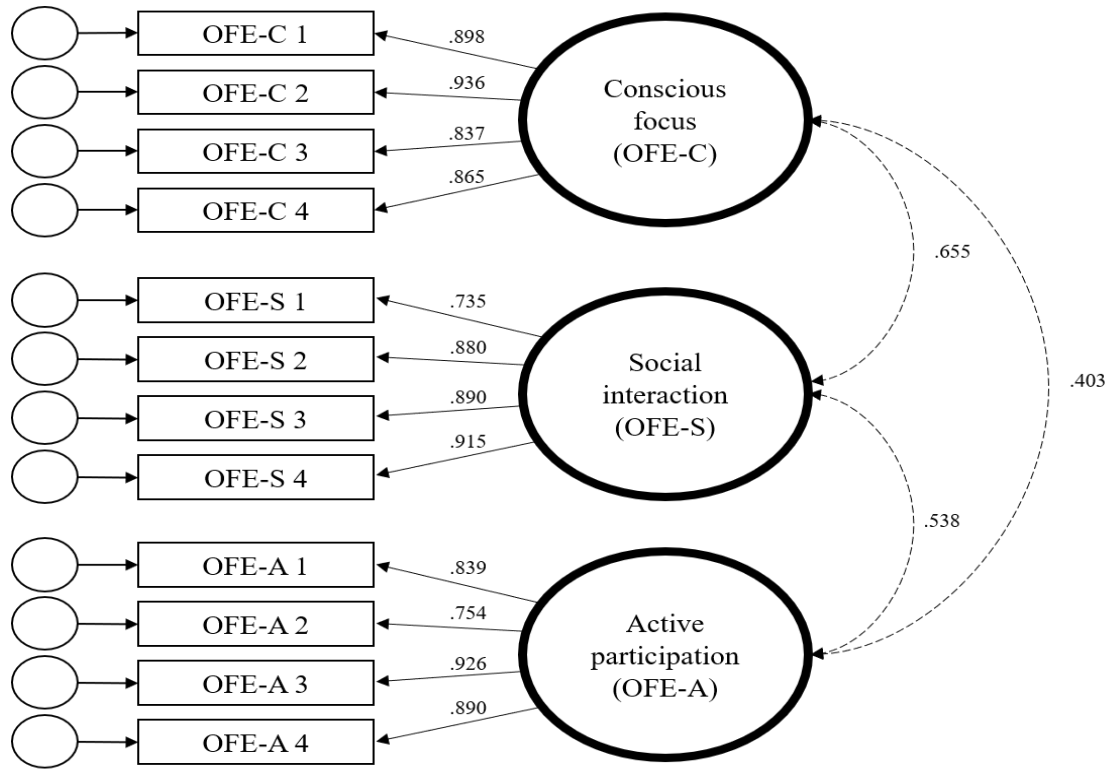 OFE-C 1
.898
OFE-C 2
.936
OFE-C 3
.837
OFE-C 4
.865
Conscious
focus
(OFE-C)
.655
OFE-S 1
.735
OFE-S 2
.880
OFE-S 3
.890
OFE-S 4
.915
Social
interaction
(OFE-S)
.403
.538
OFE-A 1
.839
OFE-A 2
.754
OFE-A 3
.926
OFE-A 4
.890
Active
participation
(OFE-A)